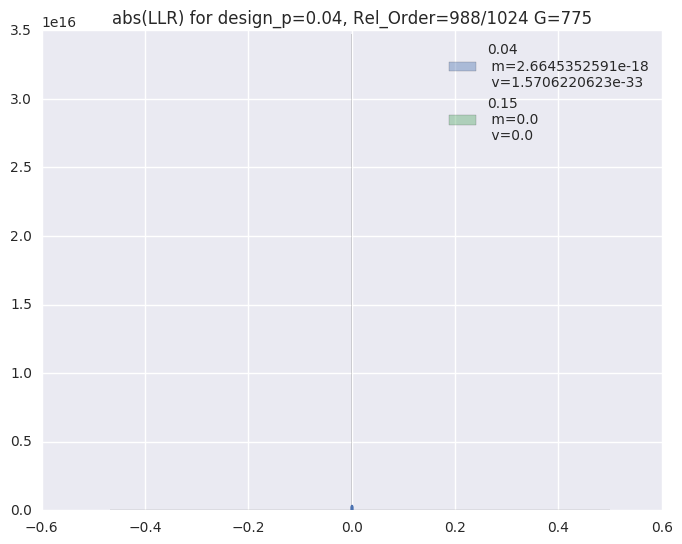 abs(LLR) for design_p=0.04, Rel_Order=988/1024 G=775
1e16
3.5
3.0
2.5
2.0
1.5
1.0
0.5
0.0
0.04
m=2.6645352591e-18
v=1.5706220623e-33
0.15
m=0.0
v=0.0
−0.6 −0.4 −0.2 0.0 0.2 0.4 0.6